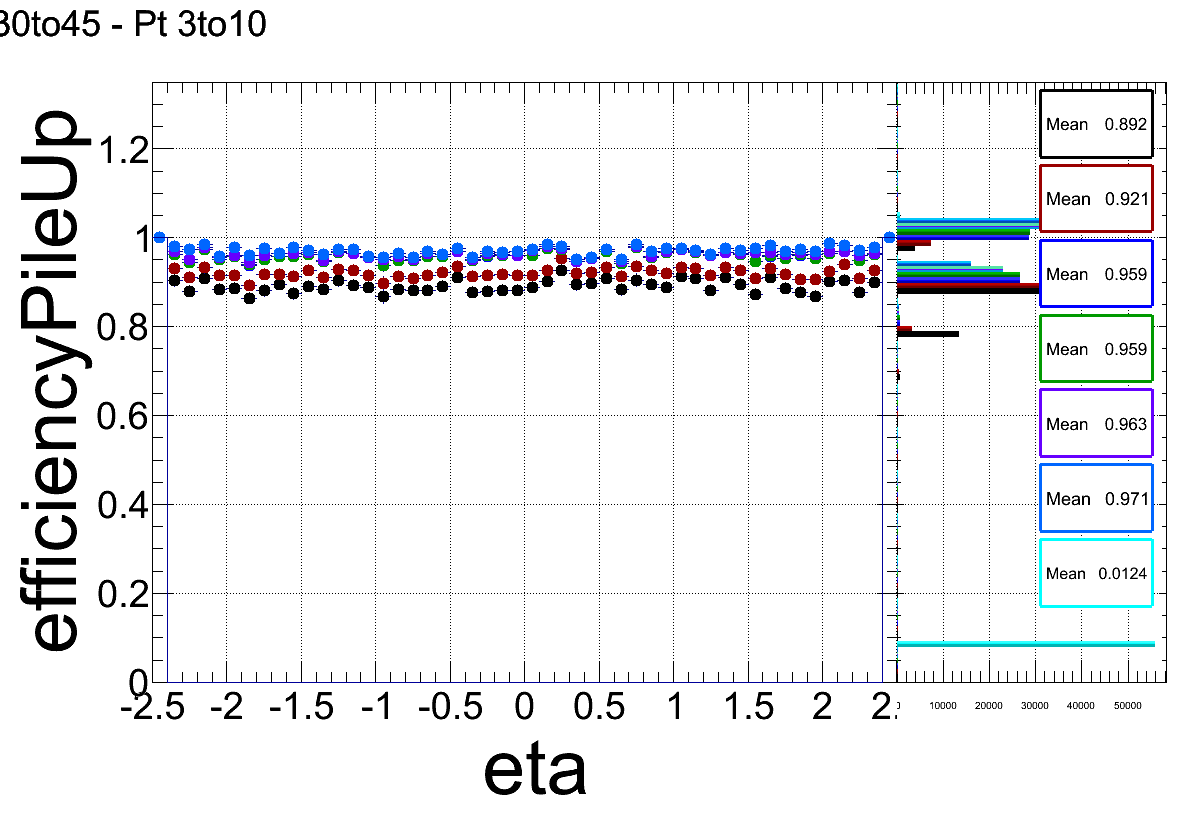 30to45 - Pt 3to10
efficiencyPileUp
1.2
1
0.8
0.6
0.4
0.2
0
-2.5 -2 -1.5 -1 -0.5 0 0.5 1 1.5 2 2.
eta
Mean 0.892
Mean 0.921
Mean 0.959
Mean 0.959
Mean 0.963
Mean 0.971
Mean 0.0124
10000 20000 30000 40000 50000